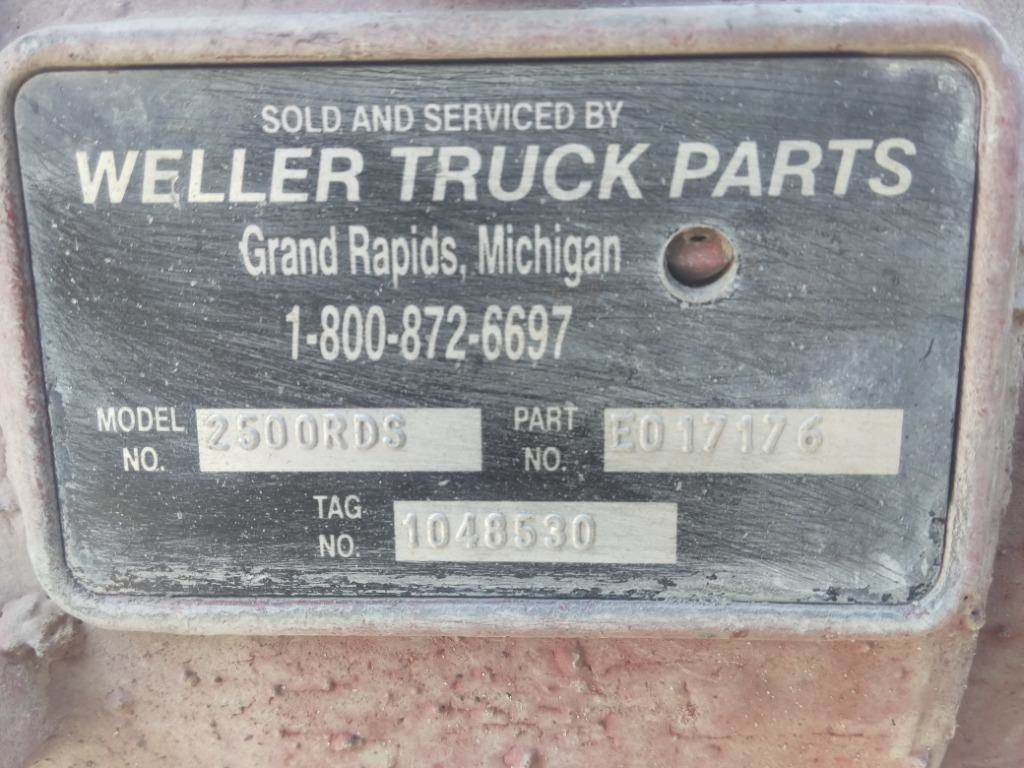 SOLD AND SERVICED BY
WELLER TRUCK PARTS
Grand Rapids, Michigan
1-800-872-6697
MODEL NO. 2500RDS PART NO. E017176
TAG NO. 1048530